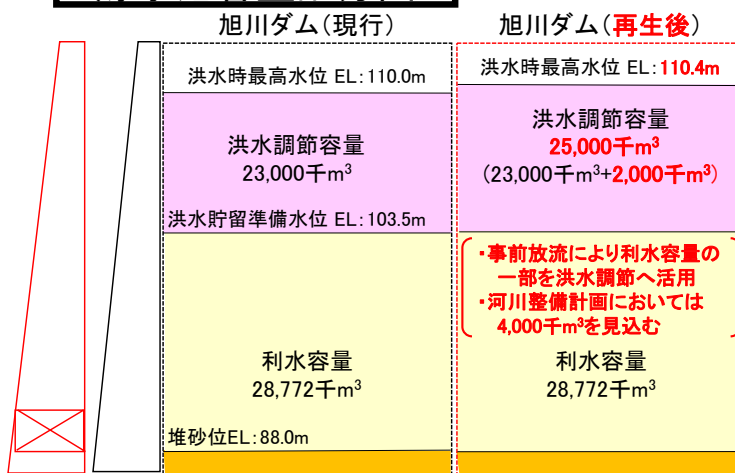 旭川ダム(現行)
旭川ダム(再生後)
洪水時最高水位 EL:110.0m
洪水時最高水位 EL:110.4m
洪水調節容量
23,000千m³
洪水調節容量
25,000千m³
(23,000千m³+2,000千m³)
洪水貯留準備水位 EL:103.5m
・事前放流により利水容量の
一部を洪水調節へ活用
・河川整備計画においては
4,000千m³を見込む
利水容量
28,772千m³
利水容量
28,772千m³
堆砂位EL:88.0m